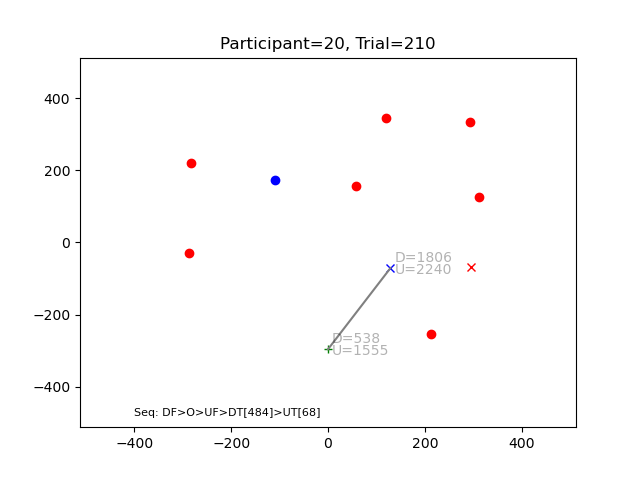 Participant=20, Trial=210
400
200
0
−200
−400
D=1806
U=2240
D=538
U=1555
Seq: DF>O>UF>DT[484]>UT[68]
−400 −200 0 200 400